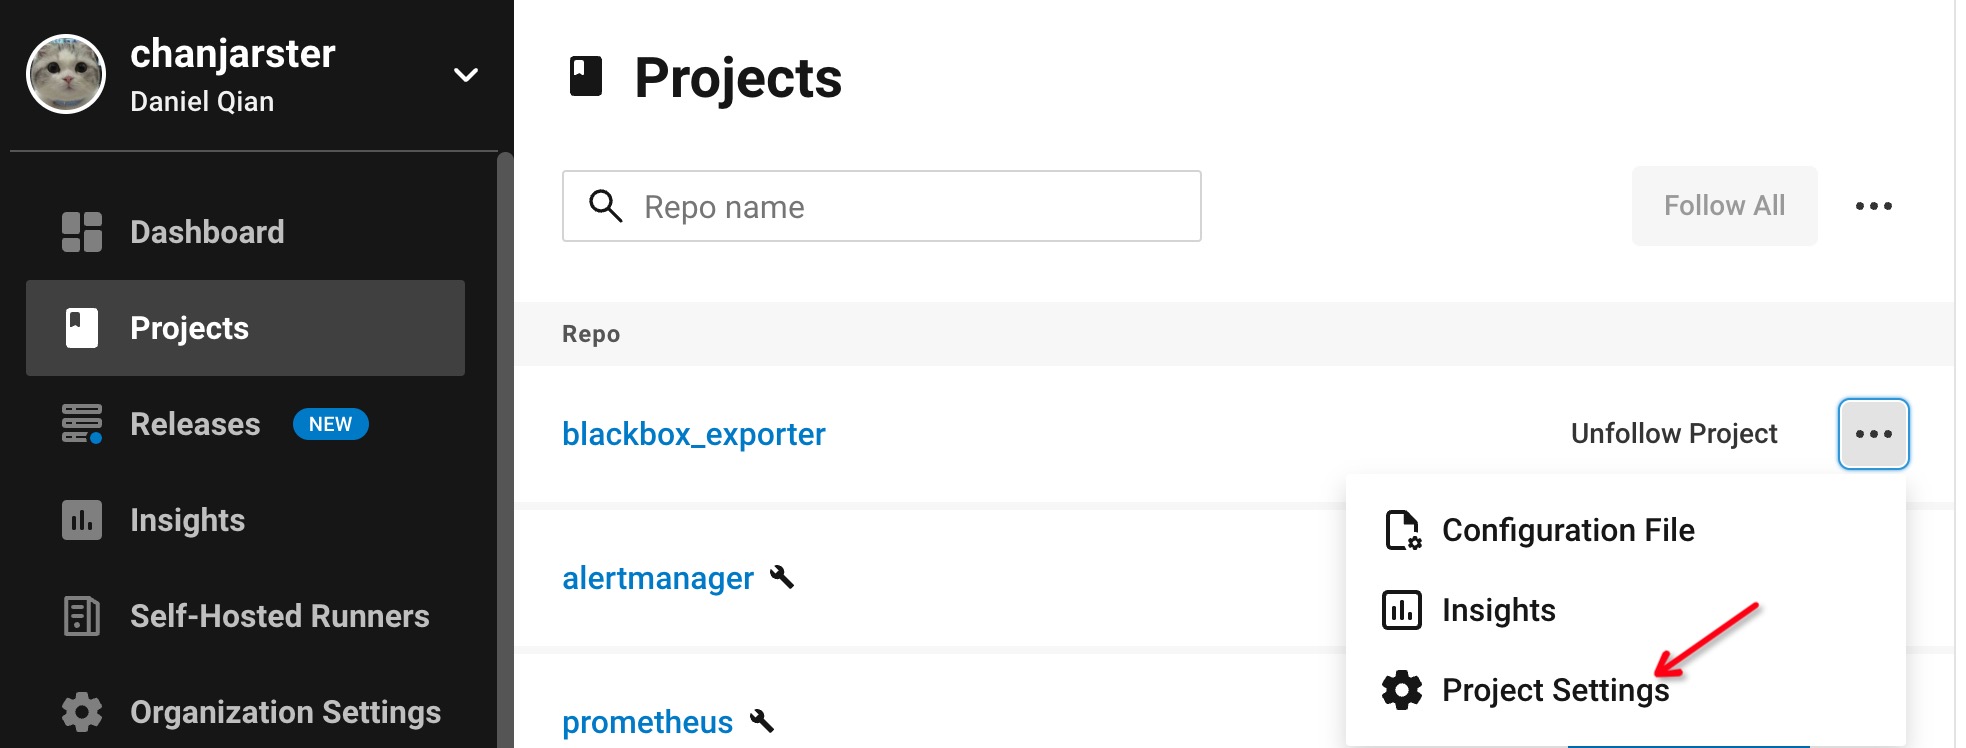 chanjarster
Daniel Qian
Dashboard
Projects
Releases NEW
Insights
Self-Hosted Runners
Organization Settings
Projects
Repo name
Follow All
Repo
blackbox_exporter
Unfollow Project
Configuration File
Insights
Project Settings
alertmanager
prometheus